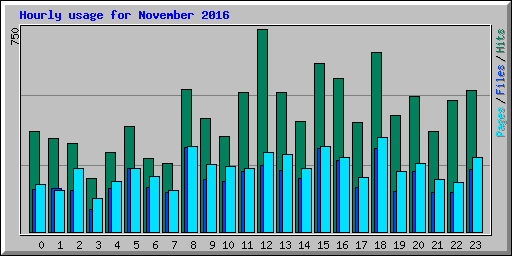 Hourly usage for November 2016
750
Pages / Files / Hits
0 1 2 3 4 5 6 7 8 9 10 11 12 13 14 15 16 17 18 19 20 21 22 23